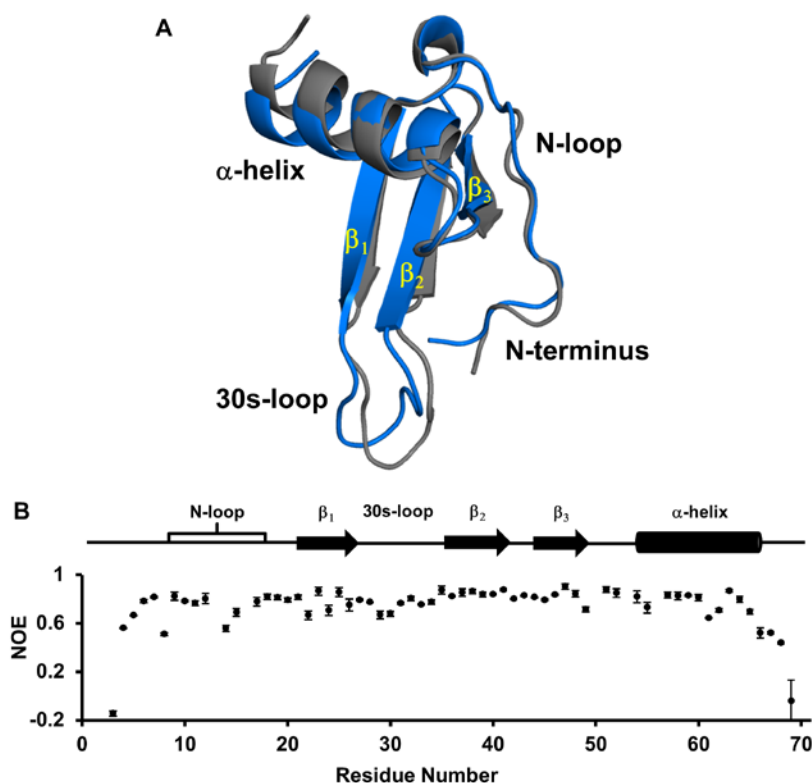 A
N-loop
α-helix
β3
β1
β2
N-terminus
30s-loop
B
N-loop
β1
30s-loop
β2
β3
α-helix
1
0.6
0.2
-0.2
NOE
0
10
20
30
40
50
60
70
Residue Number